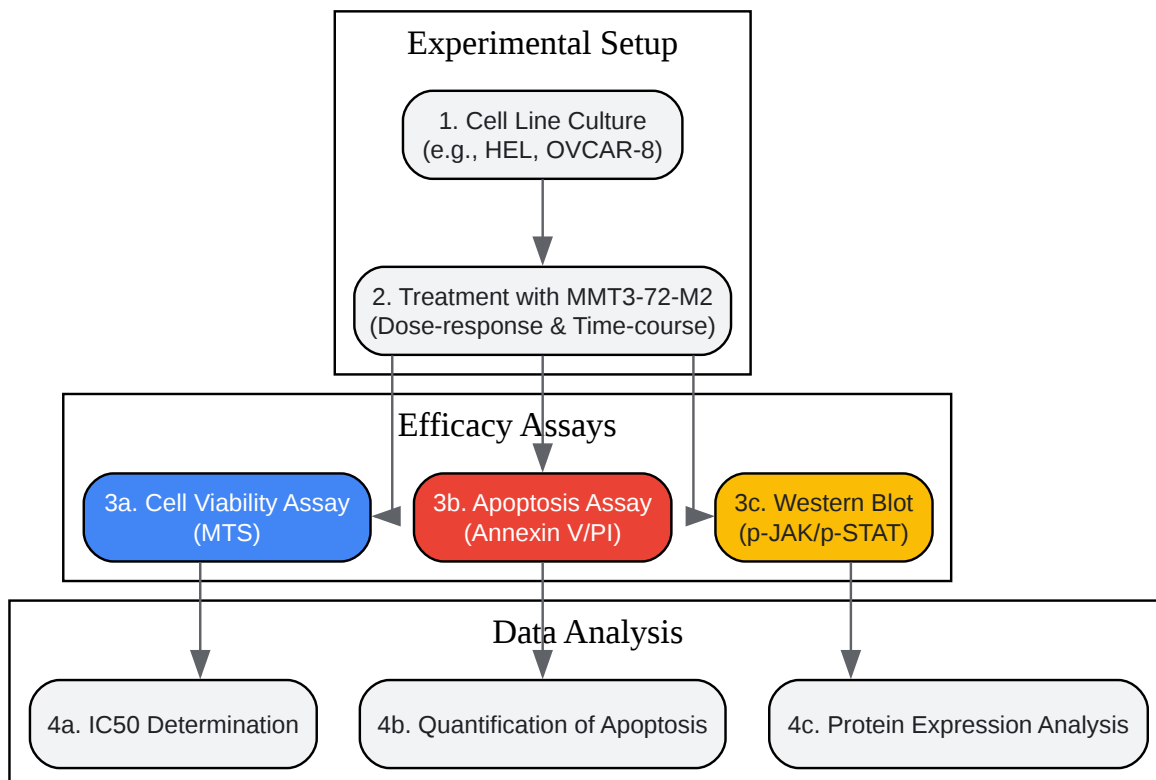 Experimental Setup
1. Cell Line Culture
(e.g., HEL, OVCAR-8)
2. Treatment with MMT3-72-M2
(Dose-response & Time-course)
Efficacy Assays
3a. Cell Viability Assay
(MTS)
3b. Apoptosis Assay
(Annexin V/PI)
3c. Western Blot
(p-JAK/p-STAT)
Data Analysis
4a. IC50 Determination
4b. Quantification of Apoptosis
4c. Protein Expression Analysis